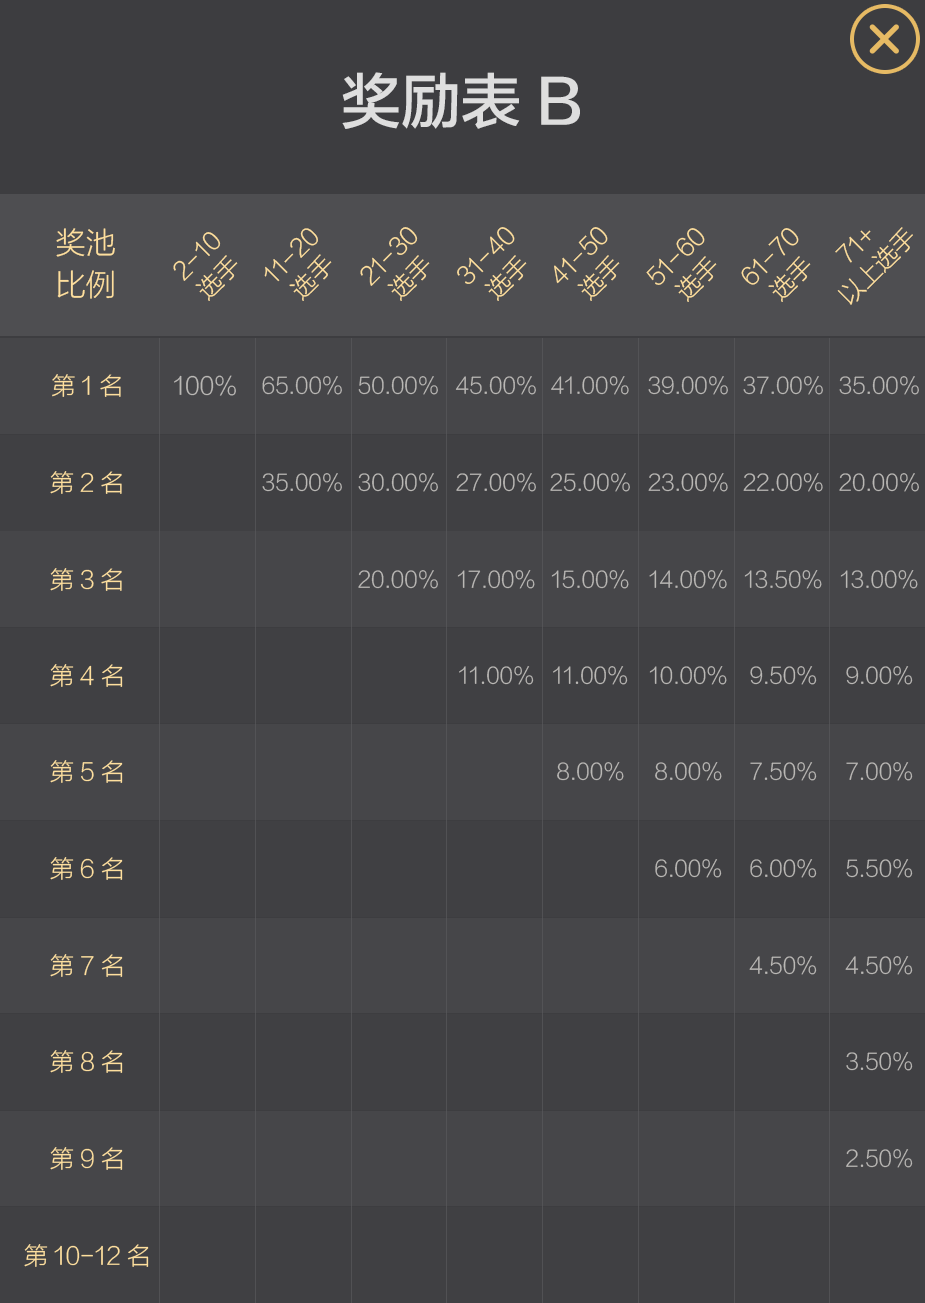 奖励表 B
奖池
比例
2-10
选手
11-20
选手
21-30
选手
31-40
选手
41-50
选手
51-60
选手
61-70
选手
71+
以上选手
第 1 名 100% 65.00% 50.00% 45.00% 41.00% 39.00% 37.00% 35.00%
第 2 名 35.00% 30.00% 27.00% 25.00% 23.00% 22.00% 20.00%
第 3 名 20.00% 17.00% 15.00% 14.00% 13.50% 13.00%
第 4 名 11.00% 11.00% 10.00% 9.50% 9.00%
第 5 名 8.00% 8.00% 7.50% 7.00%
第 6 名 6.00% 6.00% 5.50%
第 7 名 4.50% 4.50%
第 8 名 3.50%
第 9 名 2.50%
第 10-12 名